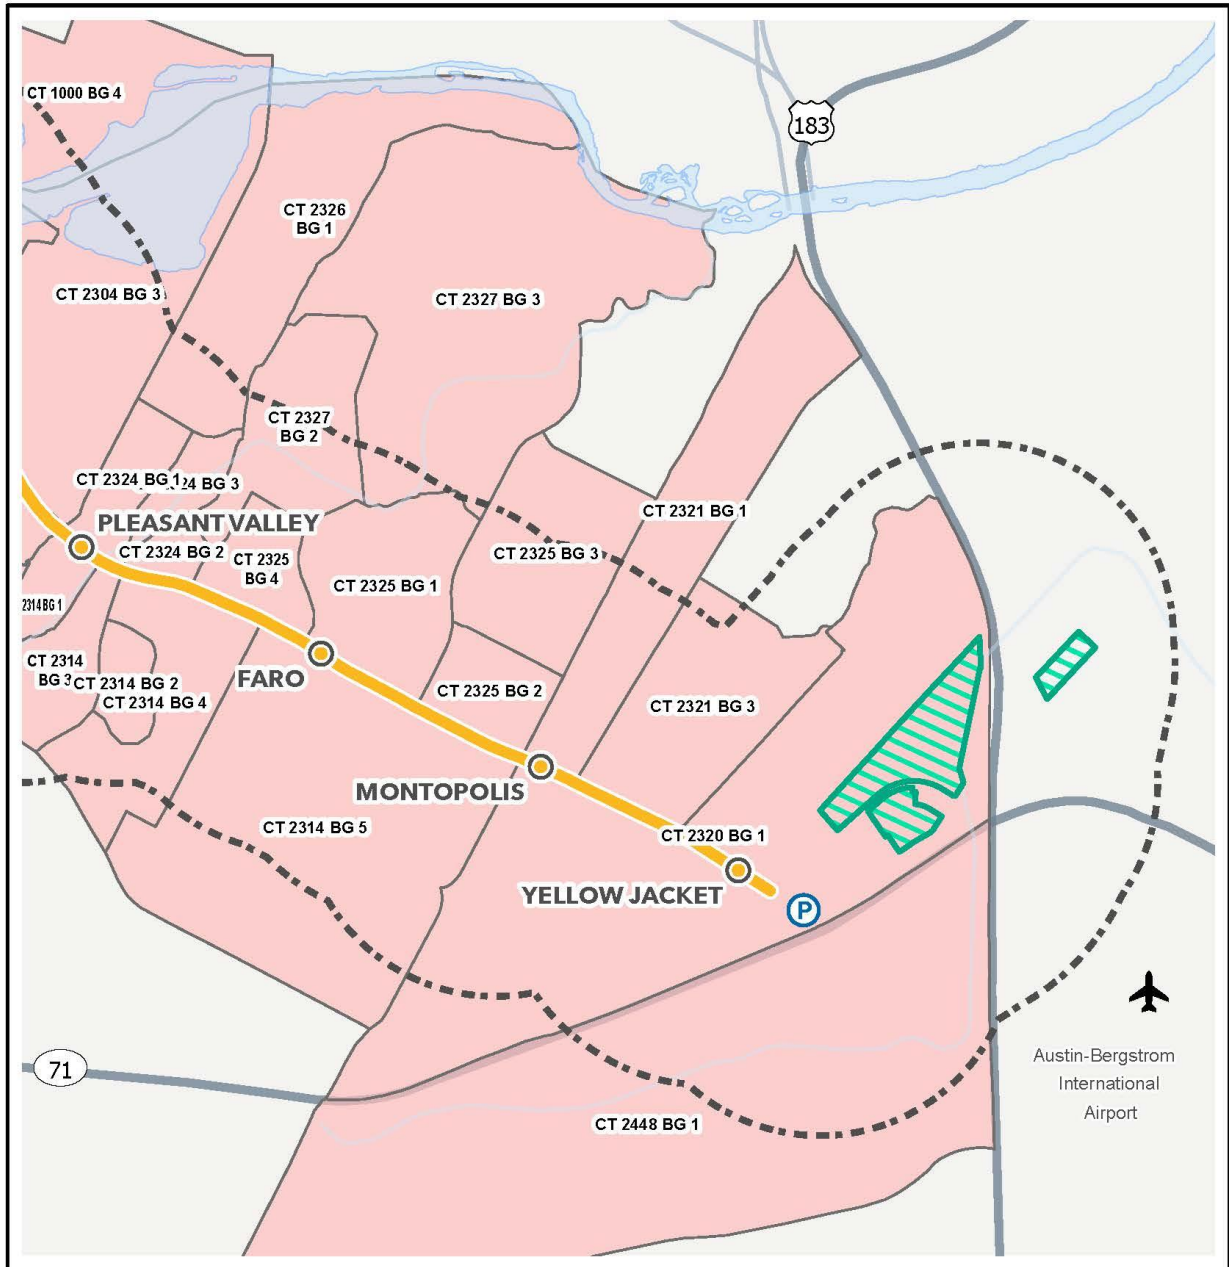 CT 1000 BG 4
183
CT 2326
BG 1
CT 2304 BG 3
CT 2327 BG 3
CT 2327
BG 2
CT 2324 BG 1
24 BG 3
CT 2321 BG 1
PLEASANT VALLEY
CT 2324 BG 2
CT 2325
BG 4
CT 2325 BG 3
CT 2325 BG 1
2314 BG 1
CT 2314
BG 3
CT 2314 BG 2
CT 2314 BG 4
FARO
CT 2325 BG 2
CT 2321 BG 3
MONTOPOLIS
CT 2314 BG 5
CT 2320 BG 1
YELLOW JACKET
P
71
Austin-Bergstrom
International
Airport
CT 2448 BG 1